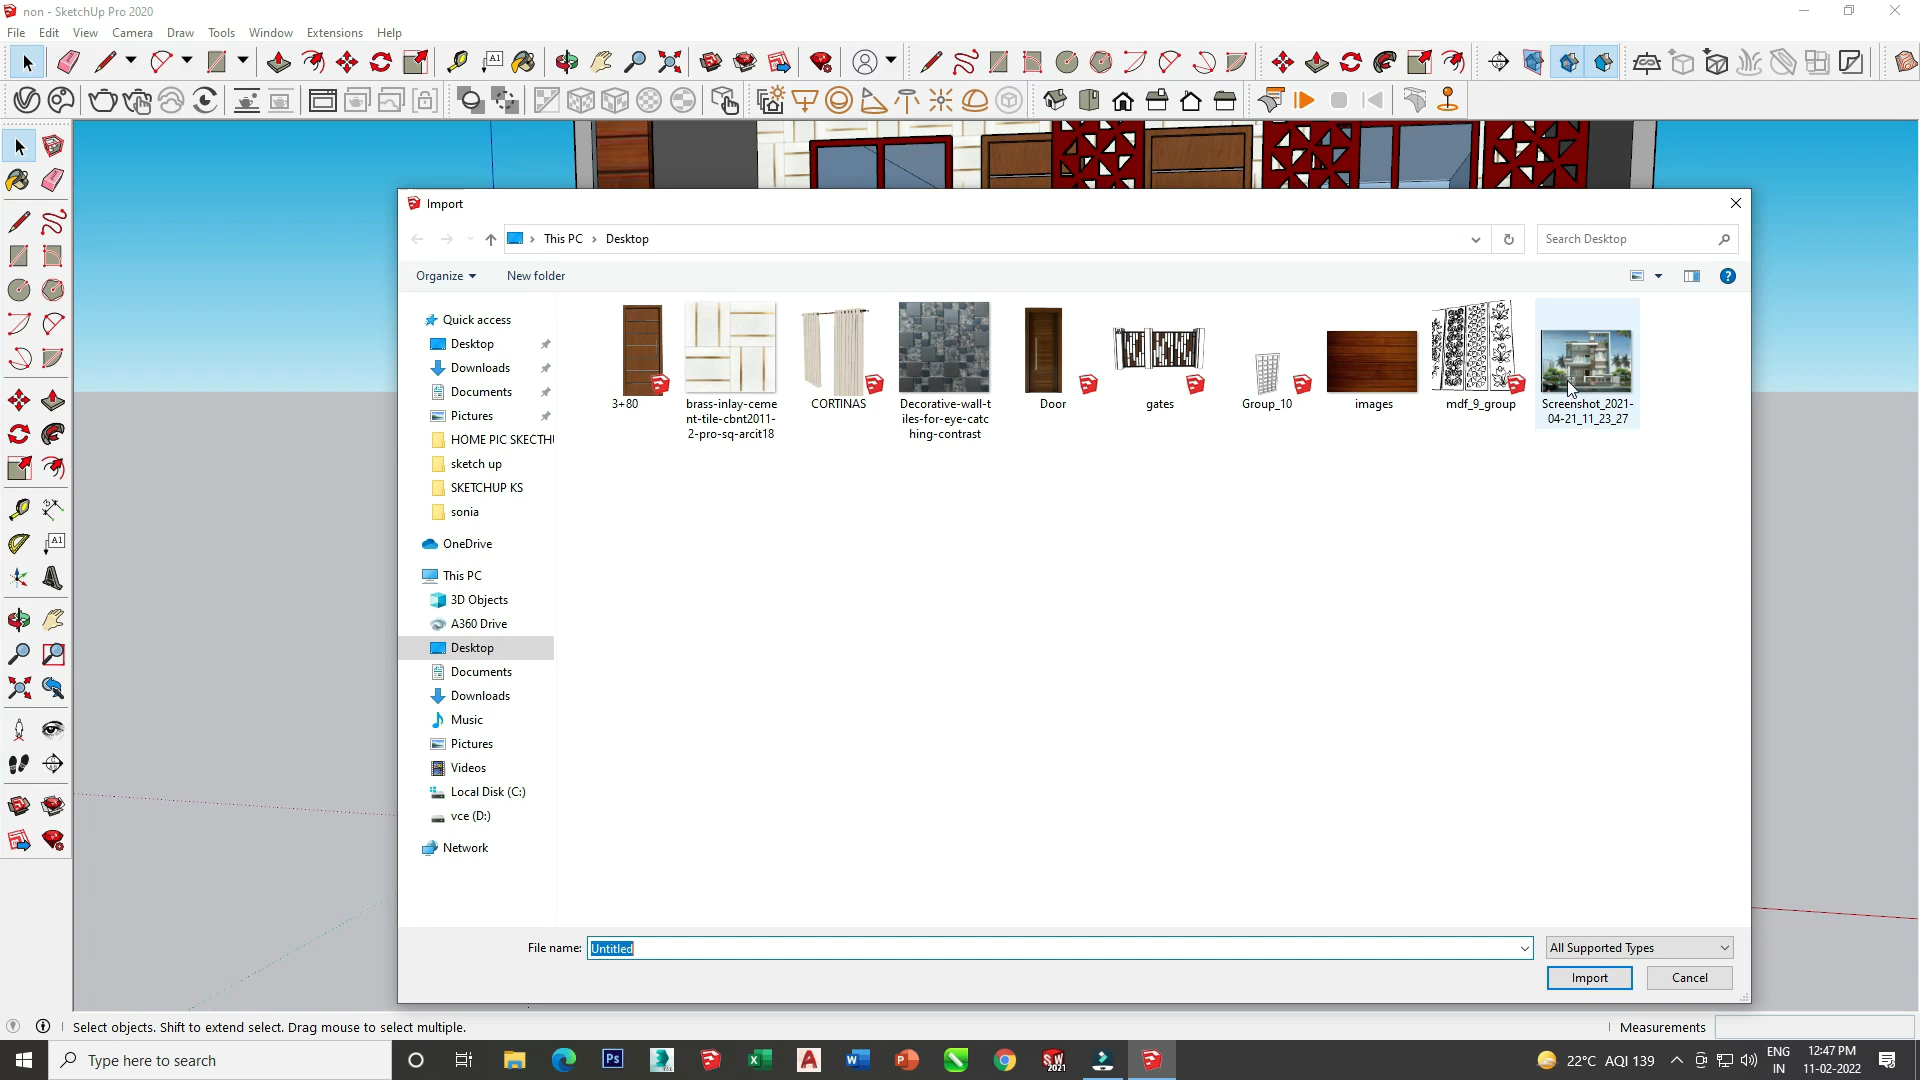 non - SketchUp Pro 2020
File Edit View Camera Draw Tools Window Extensions Help
Import
This PC Desktop
Search Desktop
Organize New folder
Quick access
Desktop
Downloads
Documents
Pictures
HOME PIC SKECTHU
sketch up
SKETCHUP KS
sonia
OneDrive
This PC
3D Objects
A360 Drive
Desktop
Documents
Downloads
Music
Pictures
Videos
Local Disk (C:)
vce (D:)
Network
3+80
brass-inlay-ceme
nt-tile-cbnt2011-
2-pro-sq-arcit18
CORTINAS
Decorative-wall-t
iles-for-eye-catc
hing-contrast
Door
gates
Group_10
images
mdf_9_group
Screenshot_2021-
04-21_11_23_27
File name: Untitled
All Supported Types
Import Cancel
Select objects. Shift to extend select. Drag mouse to select multiple.
Measurements
Type here to search
22°C AQI 139
ENG
IN
12:47 PM
11-02-2022